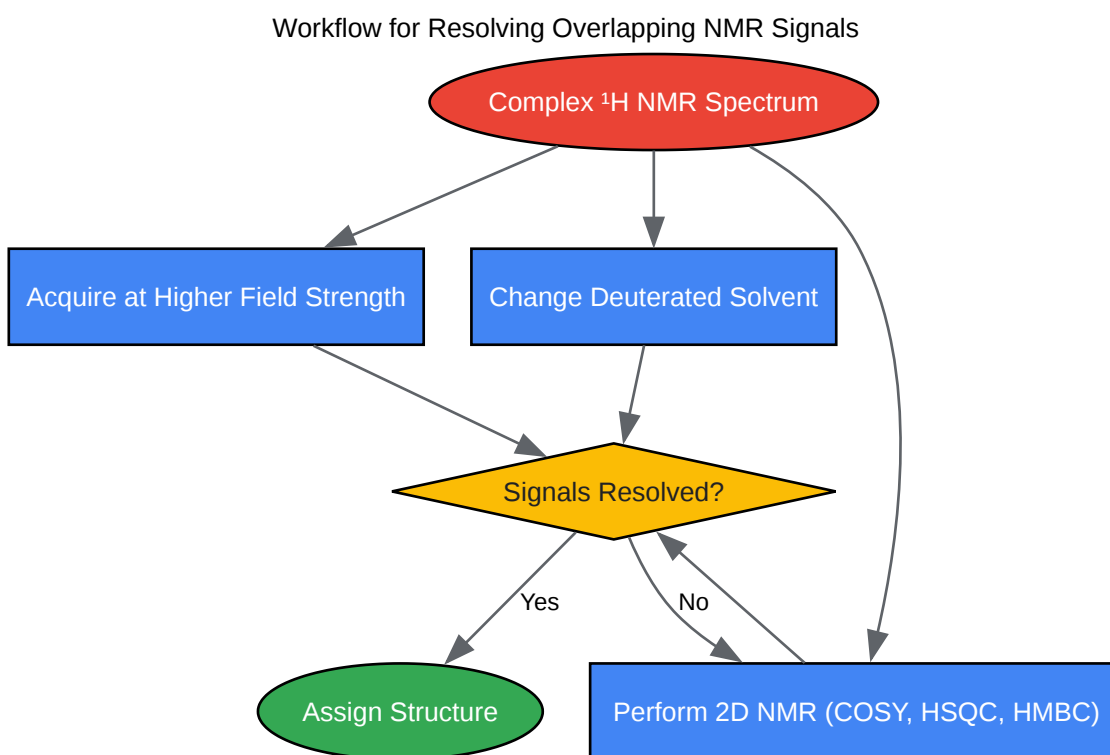 Workflow for Resolving Overlapping NMR Signals
Complex ¹H NMR Spectrum
Acquire at Higher Field Strength
Change Deuterated Solvent
Signals Resolved?
Yes
No
Assign Structure
Perform 2D NMR (COSY, HSQC, HMBC)